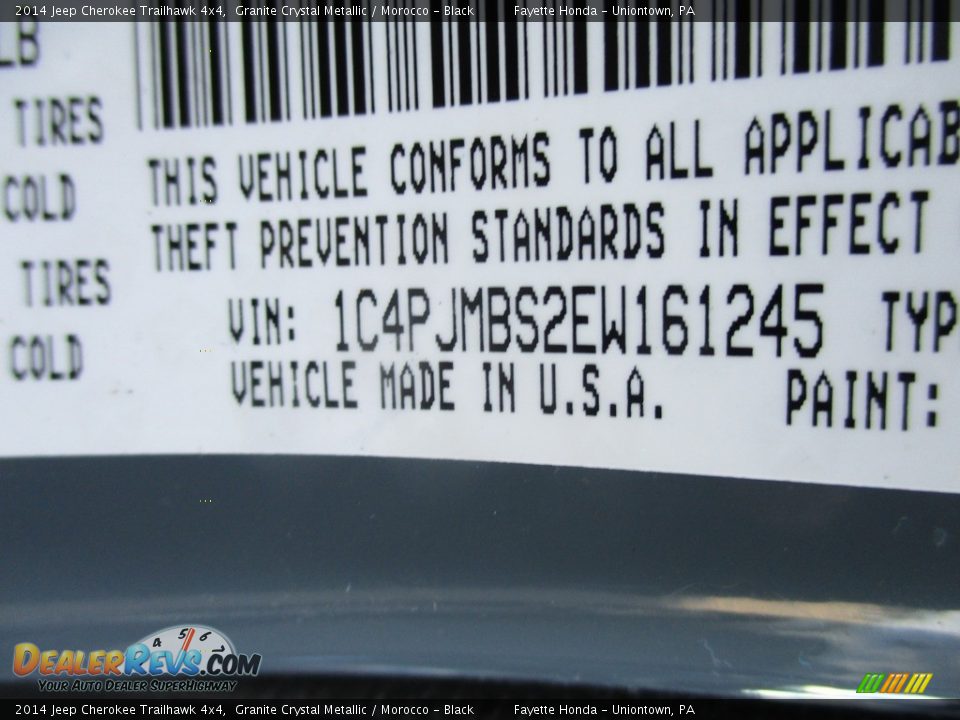 2014 Jeep Cherokee Trailhawk 4x4, Granite Crystal Metallic / Morocco - Black Fayette Honda - Uniontown, PA
LB
TIRES
COLD
TIRES
COLD
THIS VEHICLE CONFORMS TO ALL APPLICAB
THEFT PREVENTION STANDARDS IN EFFECT
VIN: 1C4PJMBS2EW161245 TYP
VEHICLE MADE IN U.S.A. PAINT:
4 5 6
DEALERREVS.COM
YOUR AUTO DEALER SUPERHIGHWAY
2014 Jeep Cherokee Trailhawk 4x4, Granite Crystal Metallic / Morocco - Black Fayette Honda - Uniontown, PA